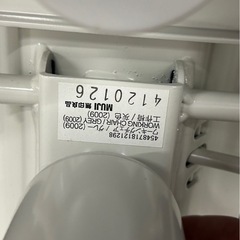 4548718121298
ワーキングチェア / グレー (2009)
WORKING CHAIR / GREY (2009)
工作椅 / 灰色 (2009)
MUJI 無印良品
4120126